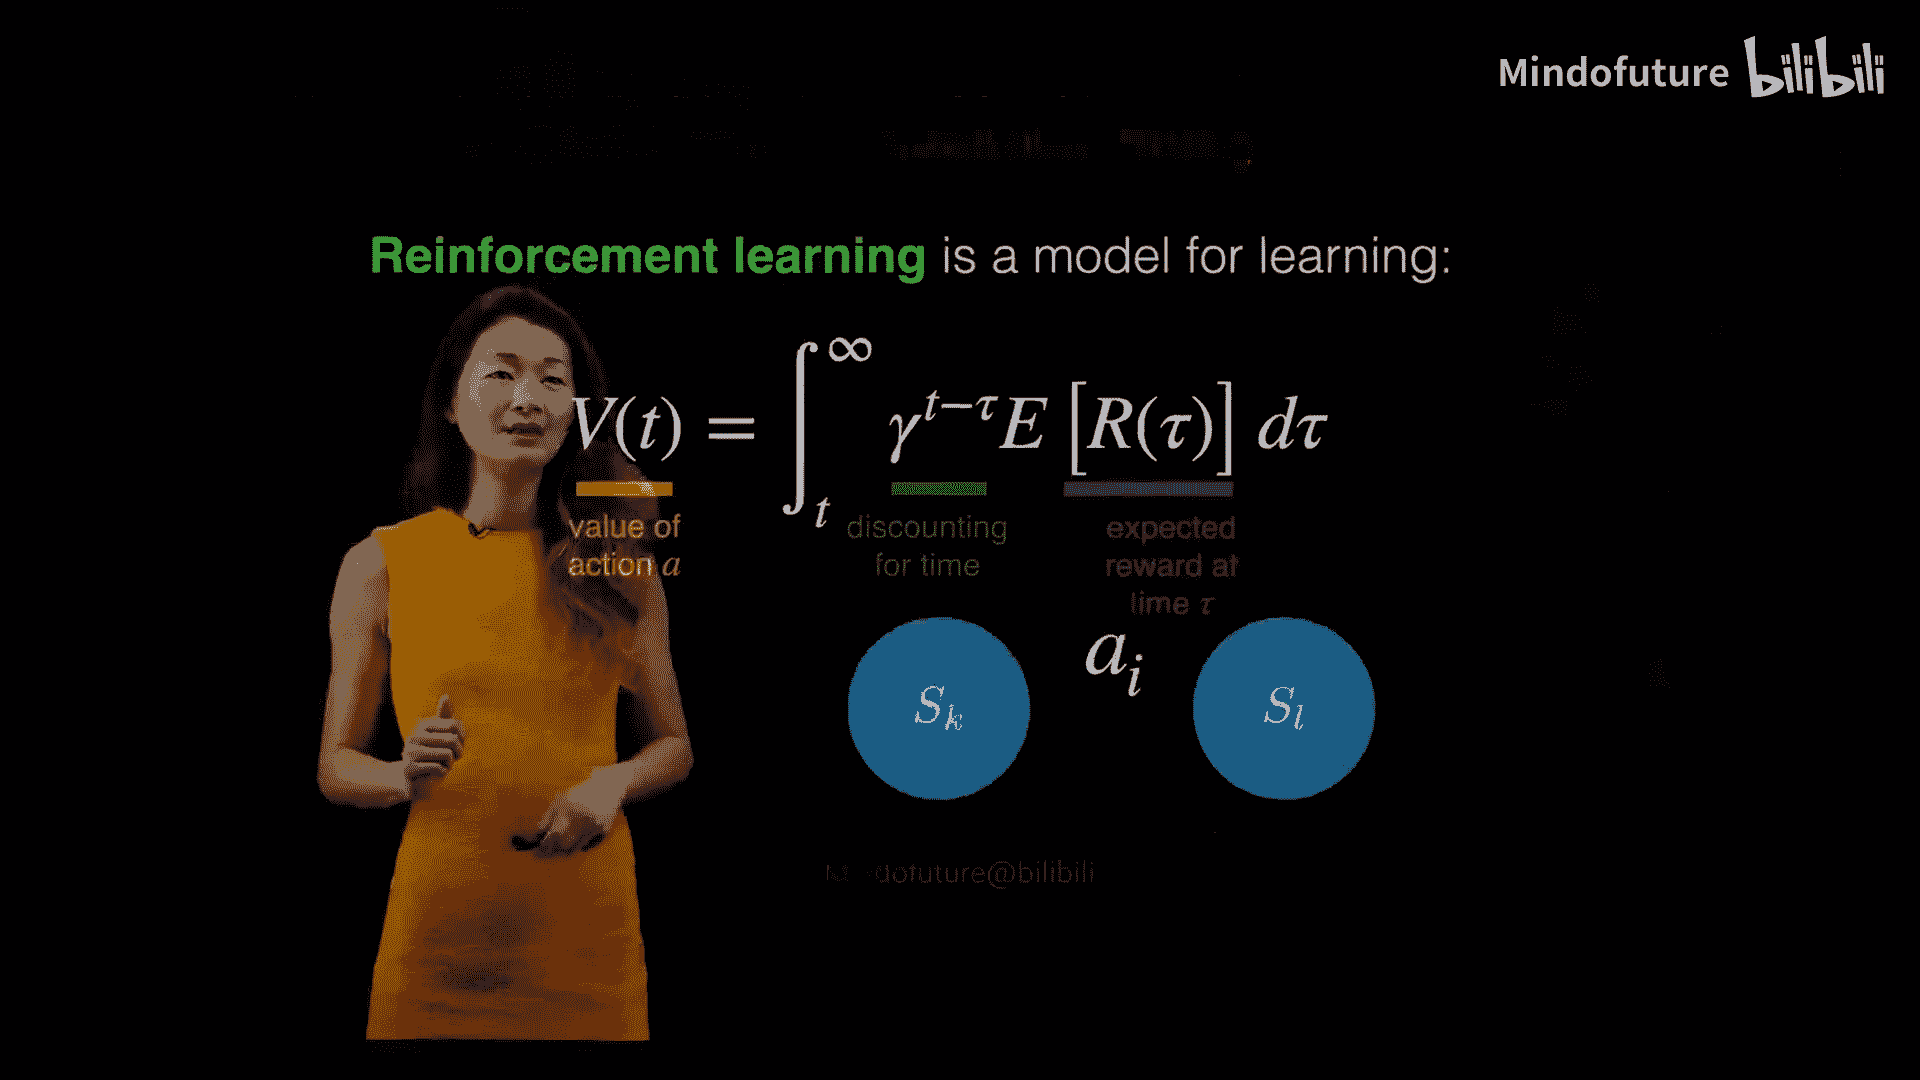 Mindofuture bilibili
Reinforcement learning is a model for learning:
V(t) = ∫_t^∞ γ^{t−τ} E [R(τ)] dτ
value of action a
discounting for time
expected reward at lime τ
a_i
S_k
S_l
dofuture@bilibili